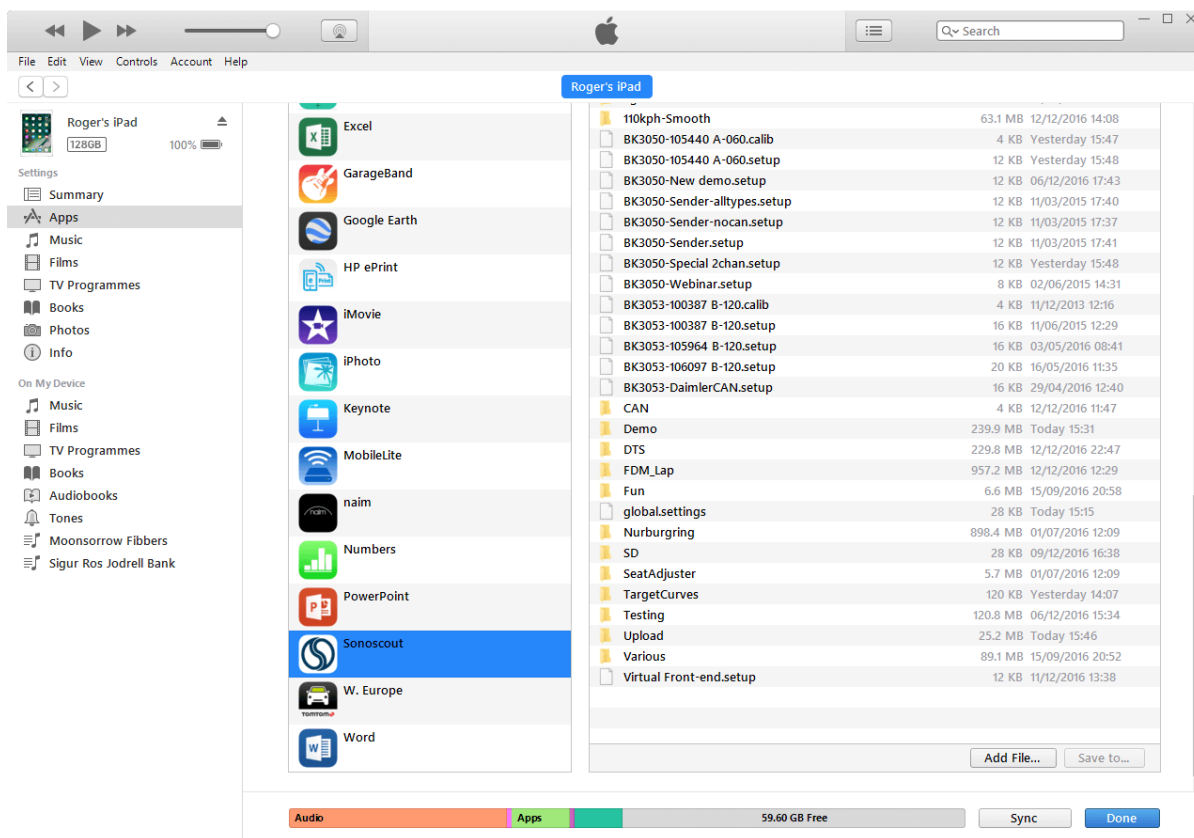 Search
File Edit View Controls Account Help
Roger's iPad
Roger's iPad
128GB 100%
Settings
Summary
Apps
Music
Films
TV Programmes
Books
Photos
Info
On My Device
Music
Films
TV Programmes
Books
Audiobooks
Tones
Moonsorrow Fibbers
Sigur Ros Jodrell Bank
Excel
GarageBand
Google Earth
HP ePrint
Print
iMovie
iPhoto
Keynote
MobileLite
naim
naim
Numbers
PowerPoint
Sonoscout
W. Europe
TOMTOM
Word
110kph-Smooth 63.1 MB 12/12/2016 14:08
BK3050-105440 A-060.calib 4 KB Yesterday 15:47
BK3050-105440 A-060.setup 12 KB Yesterday 15:48
BK3050-New demo.setup 12 KB 06/12/2016 17:43
BK3050-Sender-alltypes.setup 12 KB 11/03/2015 17:40
BK3050-Sender-nocan.setup 12 KB 11/03/2015 17:37
BK3050-Sender.setup 12 KB 11/03/2015 17:41
BK3050-Special 2chan.setup 12 KB Yesterday 15:48
BK3050-Webinar.setup 8 KB 02/06/2015 14:31
BK3053-100387 B-120.calib 4 KB 11/12/2013 12:16
BK3053-100387 B-120.setup 16 KB 11/06/2015 12:29
BK3053-105964 B-120.setup 16 KB 03/05/2016 08:41
BK3053-106097 B-120.setup 20 KB 16/05/2016 11:35
BK3053-DaimlerCAN.setup 16 KB 29/04/2016 12:40
CAN 4 KB 12/12/2016 11:47
Demo 239.9 MB Today 15:31
DTS 229.8 MB 12/12/2016 22:47
FDM_Lap 957.2 MB 12/12/2016 12:29
Fun 6.6 MB 15/09/2016 20:58
global.settings 28 KB Today 15:15
Nurburgring 898.4 MB 01/07/2016 12:09
SD 28 KB 09/12/2016 16:38
SeatAdjuster 5.7 MB 01/07/2016 12:09
TargetCurves 120 KB Yesterday 14:07
Testing 120.8 MB 06/12/2016 15:34
Upload 25.2 MB Today 15:46
Various 89.1 MB 15/09/2016 20:52
Virtual Front-end.setup 12 KB 11/12/2016 13:38
Add File... Save to...
Audio Apps 59.60 GB Free Sync Done